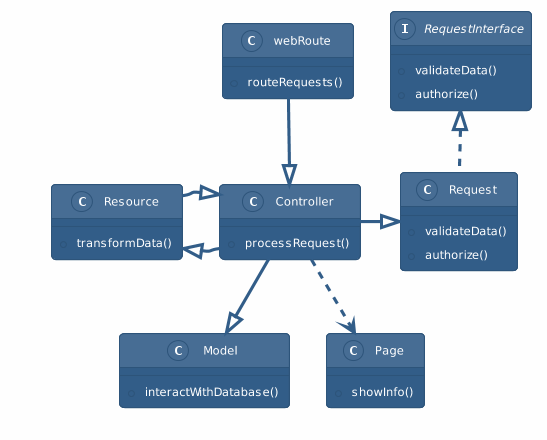 C webRoute
routeRequests()
I RequestInterface
validateData()
authorize()
C Resource
transformData()
C Controller
processRequest()
C Request
validateData()
authorize()
C Model
interactWithDatabase()
C Page
showInfo()